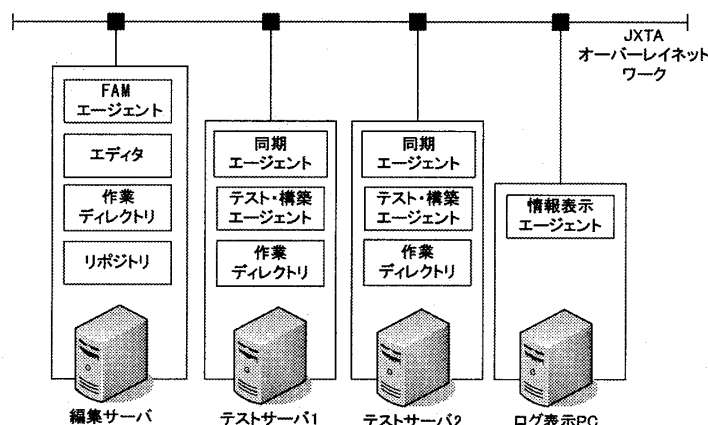 JXTA
オーバーレイネット
ワーク
FAM
エージェント
エディタ
作業
ディレクトリ
リポジトリ
同期
エージェント
テスト・構築
エージェント
作業
ディレクトリ
同期
エージェント
テスト・構築
エージェント
作業
ディレクトリ
情報表示
エージェント
編集サーバ
テストサーバ1
テストサーバ2
ログ表示PC